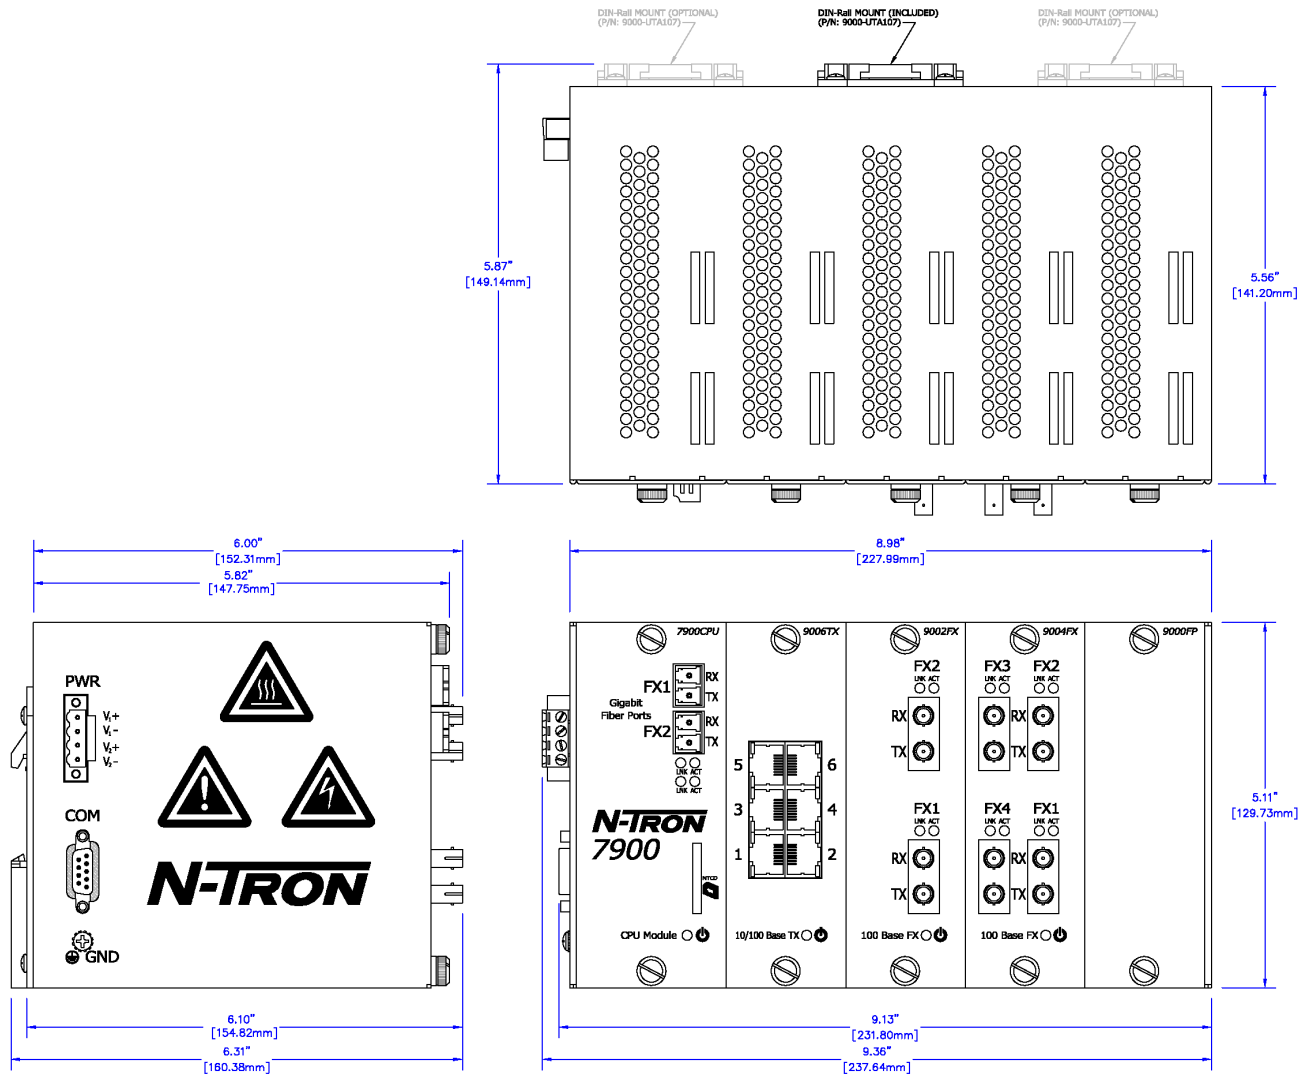 DIN-Rail MOUNT (OPTIONAL)
(P/N: 9000-UTA107)
DIN-Rail MOUNT (INCLUDED)
(P/N: 9000-UTA107)
DIN-Rail MOUNT (OPTIONAL)
(P/N: 9000-UTA107)
5.87"
[149.14mm]
5.56"
[141.20mm]
6.00"
[152.31mm]
5.82"
[147.75mm]
8.98"
[227.99mm]
PWR
V1+
V1-
V2+
V2-
COM
N-TRON
GND
6.10"
[154.82mm]
6.31"
[160.38mm]
7900CPU
FX1
RX
TX
Gigabit
Fiber Ports
FX2
RX
TX
LNK ACT
LNK ACT
N-TRON
7900
NTCD
CPU Module
9006TX
5 6
3 4
1 2
10/100 Base TX
9002FX
FX2
LNK ACT
RX
TX
FX1
LNK ACT
RX
TX
100 Base FX
9004FX
FX3 FX2
LNK ACT LNK ACT
RX
TX
FX4 FX1
LNK ACT LNK ACT
RX
TX
100 Base FX
9000FP
5.11"
[129.73mm]
9.13"
[231.80mm]
9.36"
[237.64mm]